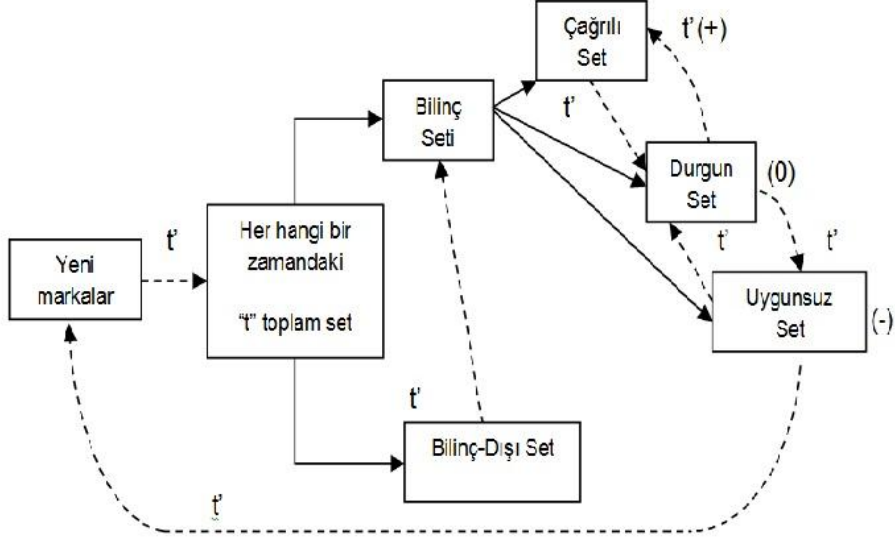 Çağrılı
Set
t’(+)
Bilinç
Seti
t’
Durgun
Set
(0)
t’
t’
Her hangi bir
zamandaki
“t” toplam set
t’
Yeni
markalar
Uygunsuz
Set
(-)
t’
Bilinç-Dışı Set
t’